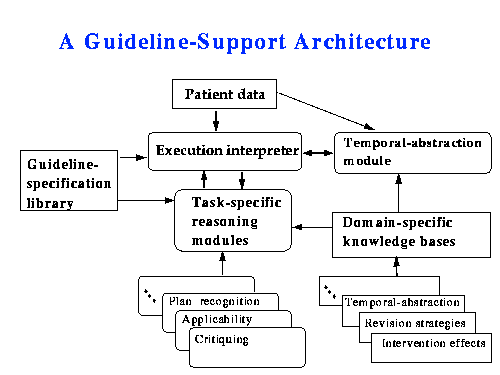 A Guideline-Support Architecture
Patient data
Execution interpreter
Temporal-abstraction
module
Guideline-
specification
library
Task-specific
reasoning
modules
Domain-specific
knowledge bases
Plan recognition
Applicability
Critiquing
Temporal-abstraction
Revision strategies
Intervention effects